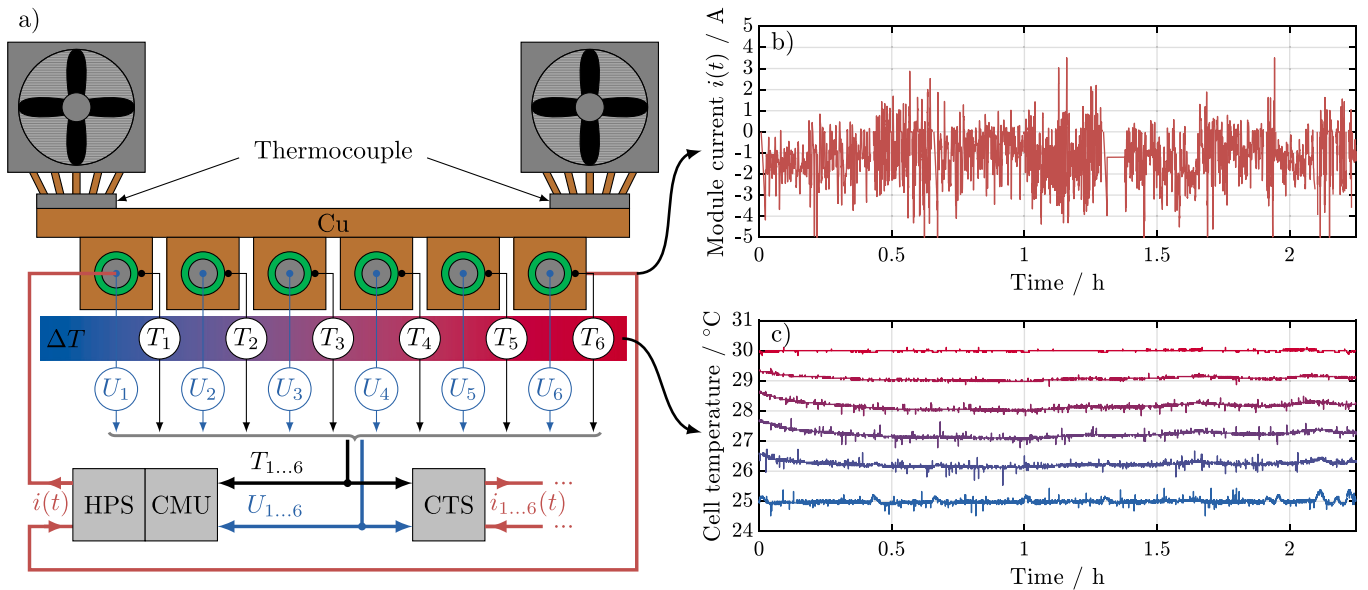 a)
Thermocouple
Cu
ΔT
T1 T2 T3 T4 T5 T6
U1 U2 U3 U4 U5 U6
T1...6
U1...6
i(t)
HPS CMU
CTS
i1...6(t)
...
...
b)
Module current i(t) / A
5
4
3
2
1
0
-1
-2
-3
-4
-5
0 0.5 1 1.5 2
Time / h
c)
Cell temperature / °C
31
30
29
28
27
26
25
24
0 0.5 1 1.5 2
Time / h